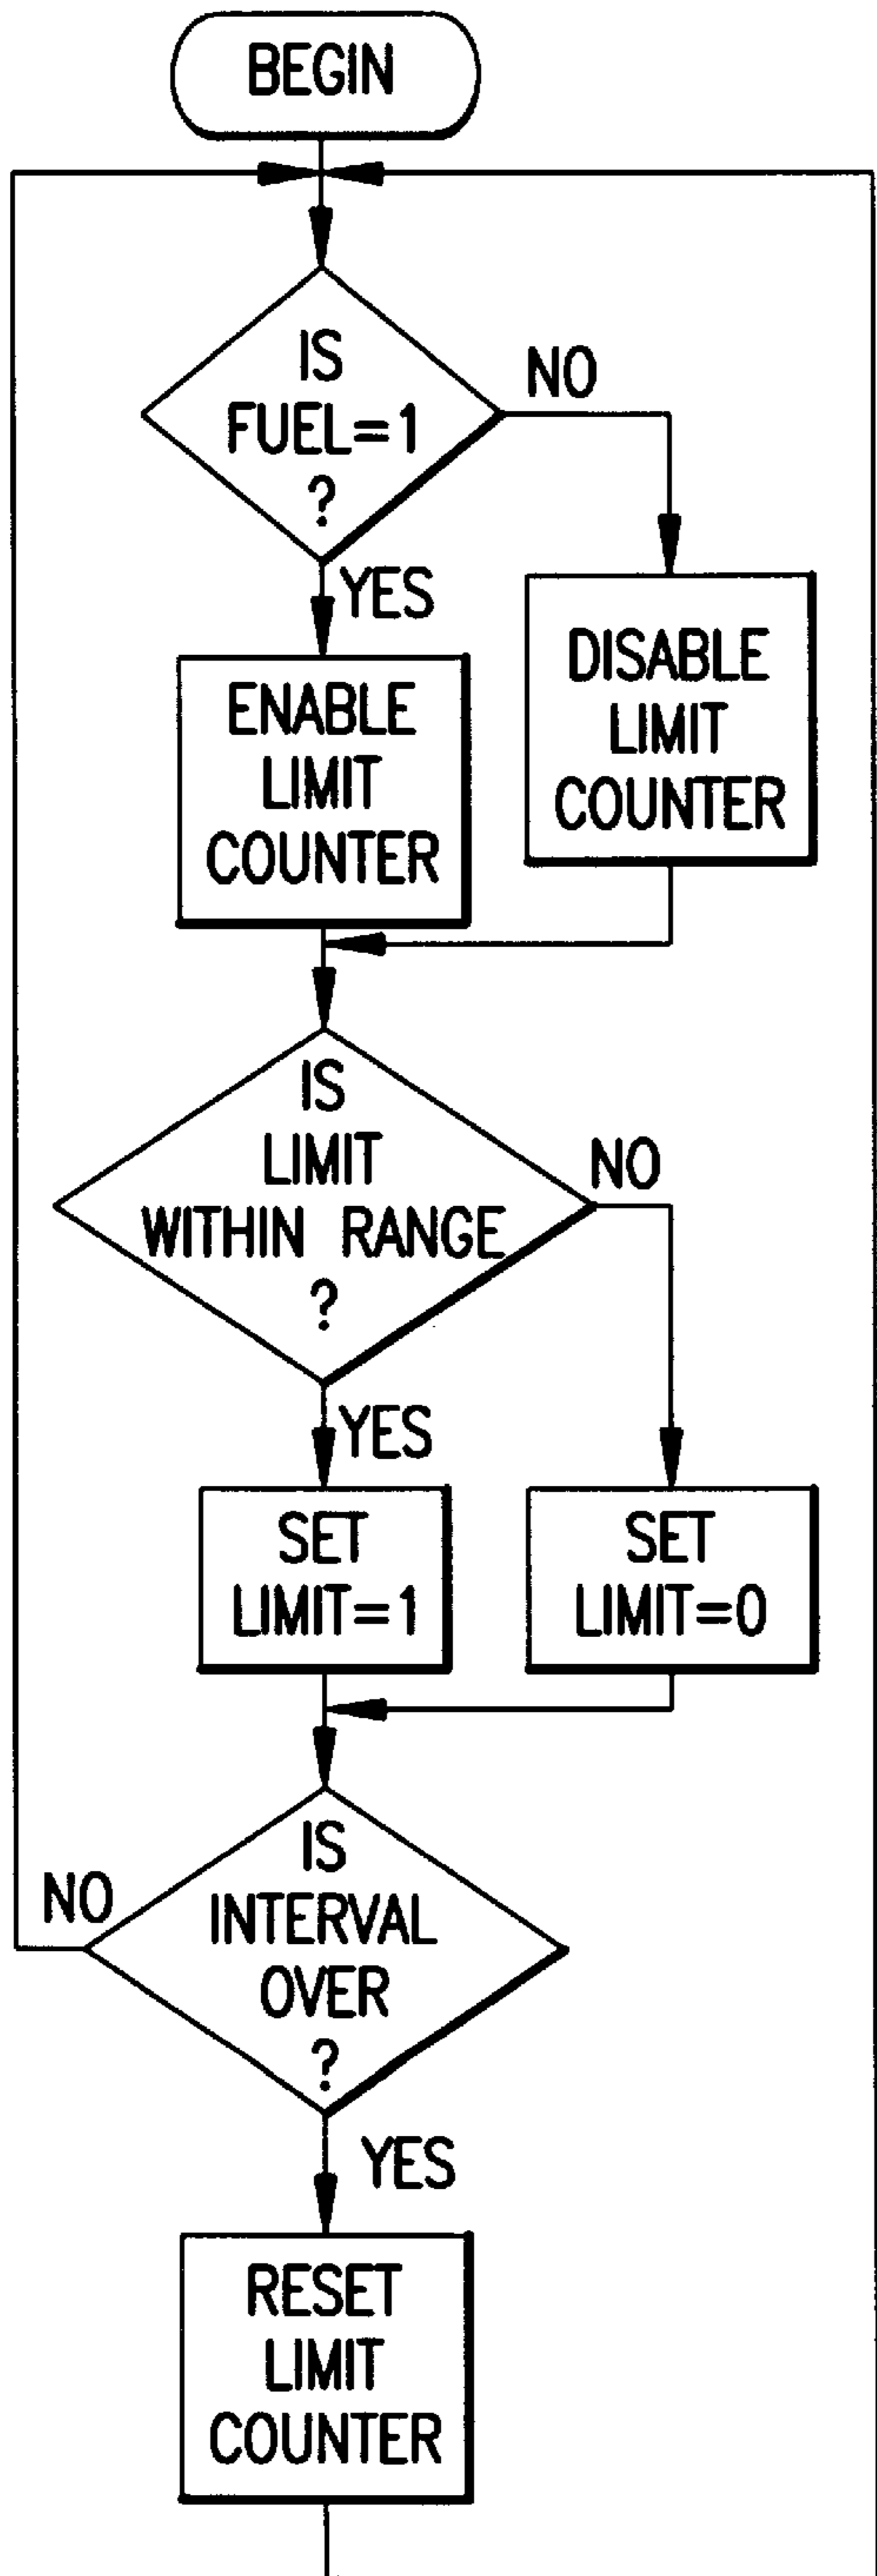 BEGIN
IS
FUEL=1
?
NO
YES
ENABLE
LIMIT
COUNTER
DISABLE
LIMIT
COUNTER
IS
LIMIT
WITHIN RANGE
?
NO
YES
SET
LIMIT=1
SET
LIMIT=0
IS
INTERVAL
OVER
?
NO
YES
RESET
LIMIT
COUNTER